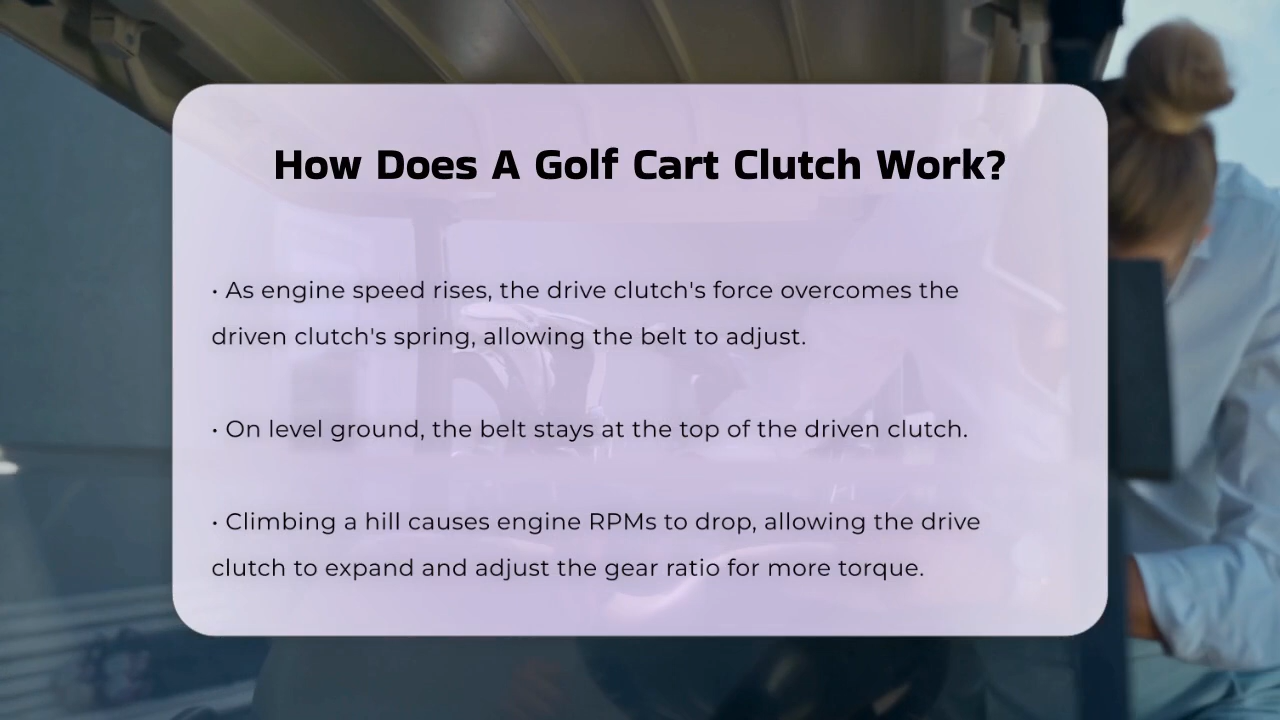 How Does A Golf Cart Clutch Work?
• As engine speed rises, the drive clutch's force overcomes the
driven clutch's spring, allowing the belt to adjust.
• On level ground, the belt stays at the top of the driven clutch.
• Climbing a hill causes engine RPMs to drop, allowing the drive
clutch to expand and adjust the gear ratio for more torque.